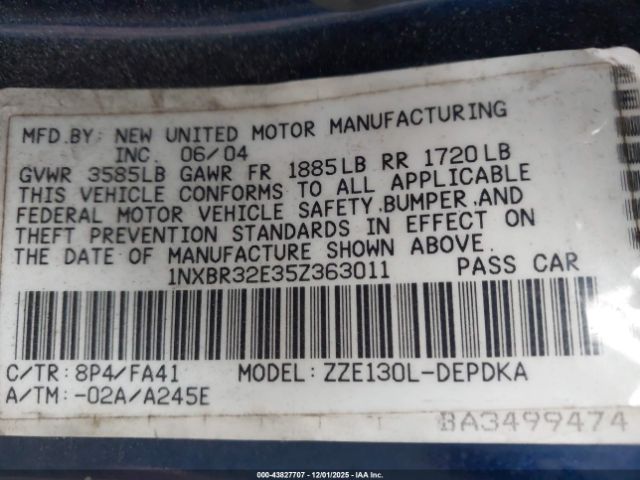 MFD.BY: NEW UNITED MOTOR MANUFACTURING
INC. 06/04
GVWR 3585LB GAWR FR 1885LB RR 1720LB
THIS VEHICLE CONFORMS TO ALL APPLICABLE
FEDERAL MOTOR VEHICLE SAFETY,BUMPER,AND
THEFT PREVENTION STANDARDS IN EFFECT ON
THE DATE OF MANUFACTURE SHOWN ABOVE.
1NXBR32E35Z363011 PASS CAR
C/TR: 8P4/FA41 MODEL: ZZE130L-DEPDKA
A/TM: -02A/A245E
BA3499474
000-43827707 - 12/01/2025 - IAA Inc.